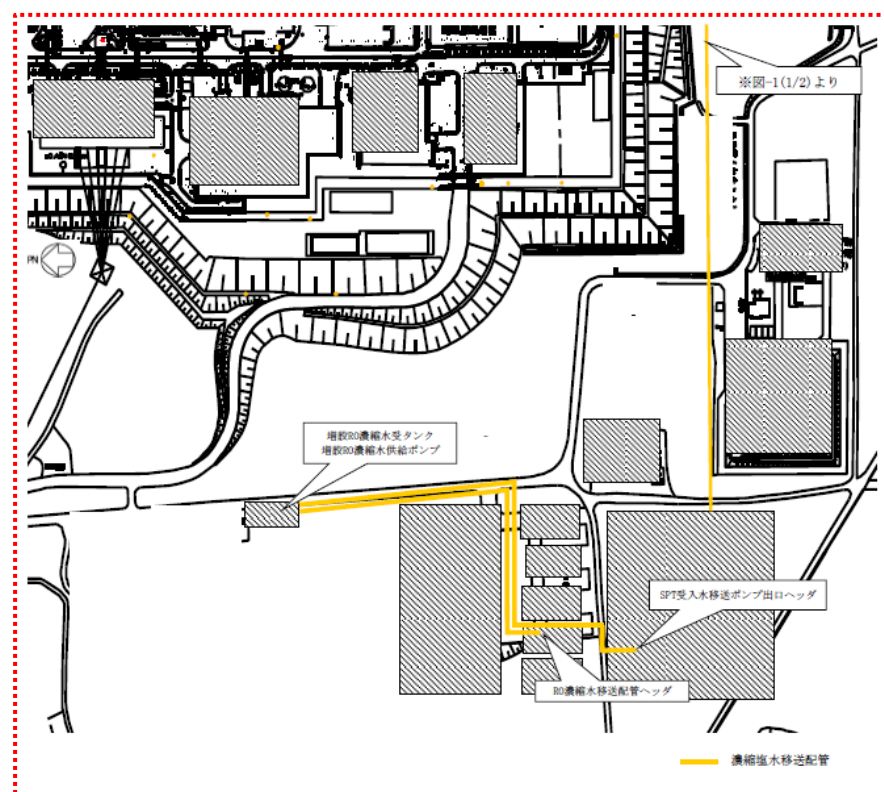 ※図-1(1/2)より
PN
増設RO濃縮水受タンク
増設RO濃縮水供給ポンプ
SPT受入水移送ポンプ出口ヘッダ
RO濃縮水移送配管ヘッダ
濃縮塩水移送配管